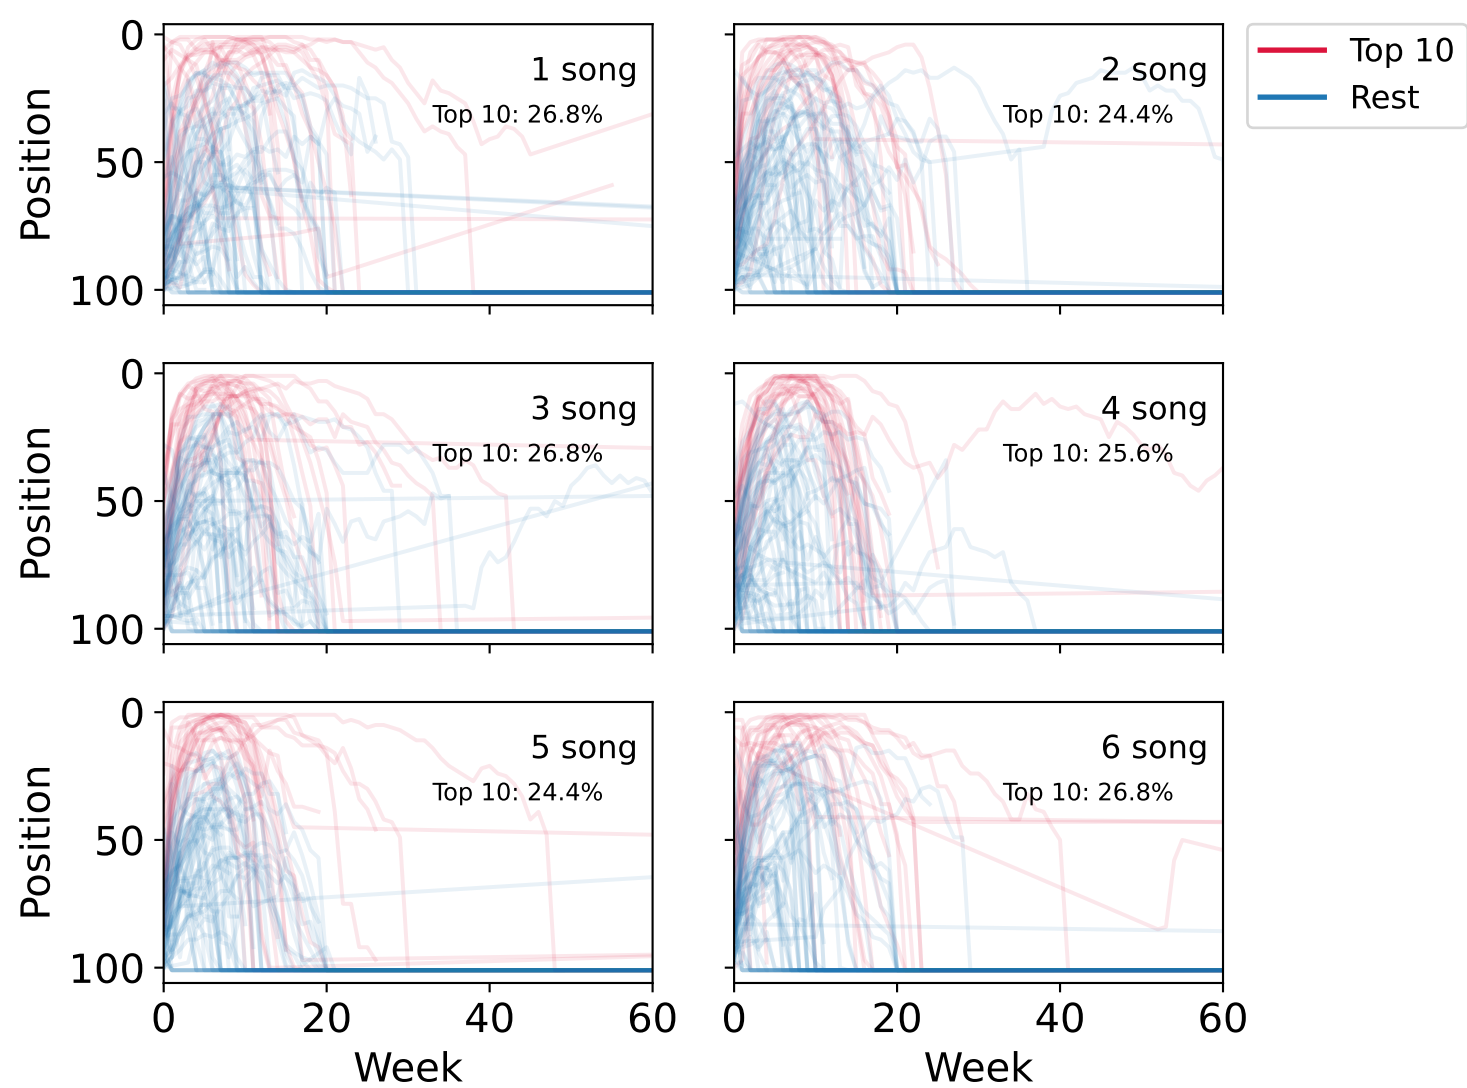 Position
0
50
100
1 song
Top 10: 26.8%
2 song
Top 10: 24.4%
Top 10
Rest
Position
0
50
100
3 song
Top 10: 26.8%
4 song
Top 10: 25.6%
Position
0
50
100
5 song
Top 10: 24.4%
6 song
Top 10: 26.8%
0 20 40 60
0 20 40 60
Week
Week